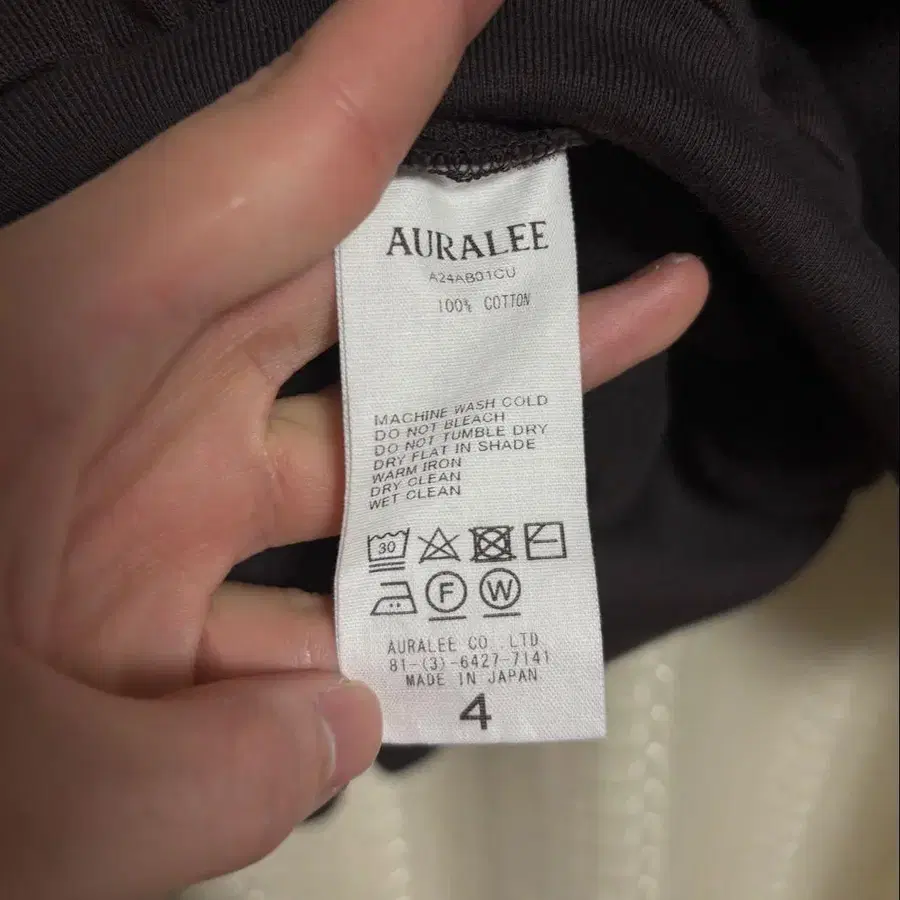 AURALEE
A24AB01CU
100% COTTON
MACHINE WASH COLD
DO NOT BLEACH
DO NOT TUMBLE DRY
DRY FLAT IN SHADE
WARM IRON
DRY CLEAN
WET CLEAN
30
F W
AURALEE CO. LTD.
81-(3)-6427-7141
MADE IN JAPAN
4